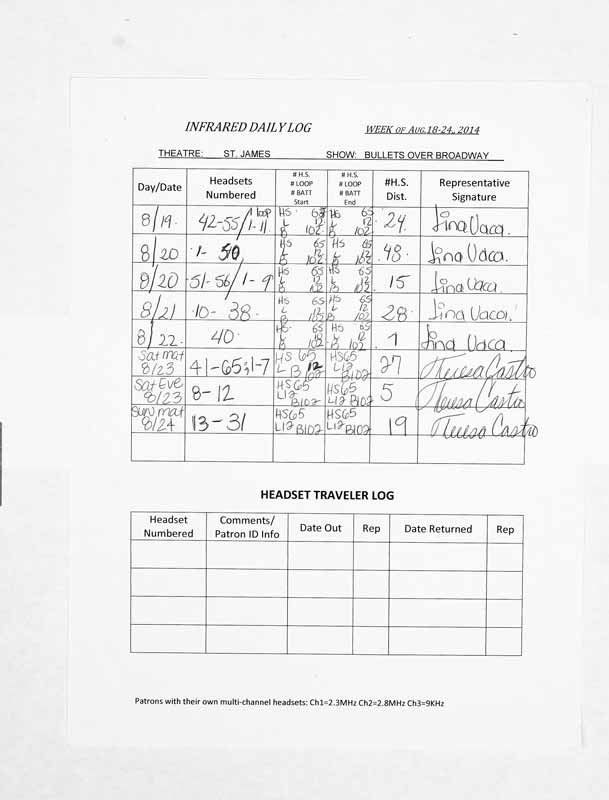 INFRARED DAILY LOG WEEK OF AUG.18-24, 2014
THEATRE: ST. JAMES SHOW: BULLETS OVER BROADWAY
Day/Date Headsets Numbered # H.S. # LOOP # BATT Start # H.S. # LOOP # BATT End #H.S. Dist. Representative Signature
8/19. 42-55/1-11 loop HS 65 L 12 B 102 HS 65 L 12 B 102. 24. Lina Vaca.
8/20 1- 50 HS 65 L 12 B 102 HS 65 L 12 B 102 48. Lina Vaca.
8/20 51-56/1-9 HS 65 L 12 B 102 HS 65 L 12 B 102 15 Lina Vaca.
8/21 10- 38. HS 65 L 12 B 102 HS 65 L 12 B 102 28. Lina Vaca.
8/22. 40. HS 65 L 12 B 102 HS 65 L 12 B 102. 1 Lina Vaca.
Sat mat 8/23 41-65;1-7 HS 65 L 12 B 102 HS65 L12 B102 27 Theresa Castro
Sat Eve 8/23 8-12 HS65 L12 B102 HS65 L12 B102 5 Theresa Castro
Sun mat 8/24 13-31 HS65 L12 B102 HS65 L12 B102 19 Theresa Castro
HEADSET TRAVELER LOG
Headset Numbered Comments/ Patron ID Info Date Out Rep Date Returned Rep
Patrons with their own multi-channel headsets: Ch1=2.3MHz Ch2=2.8MHz Ch3=9KHz